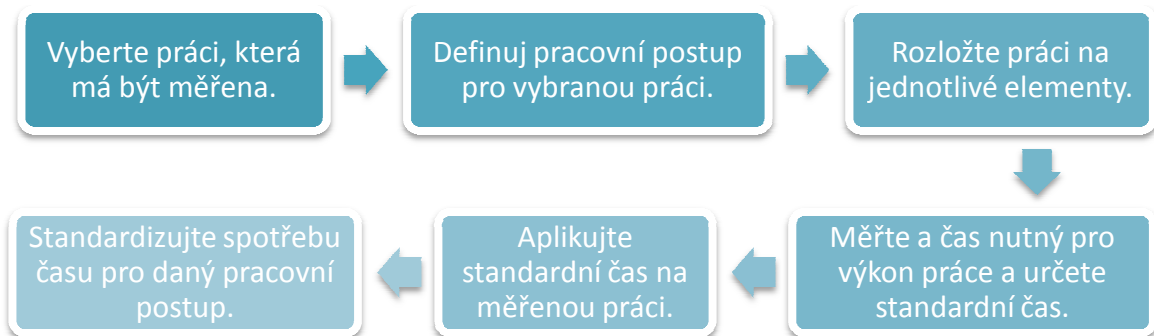 Vyberte práci, která
má být měřena.
Definuj pracovní postup
pro vybranou práci.
Rozložte práci na
jednotlivé elementy.
Měřte a čas nutný pro
výkon práce a určete
standardní čas.
Aplikujte
standardní čas na
měřenou práci.
Standardizujte spotřebu
času pro daný pracovní
postup.